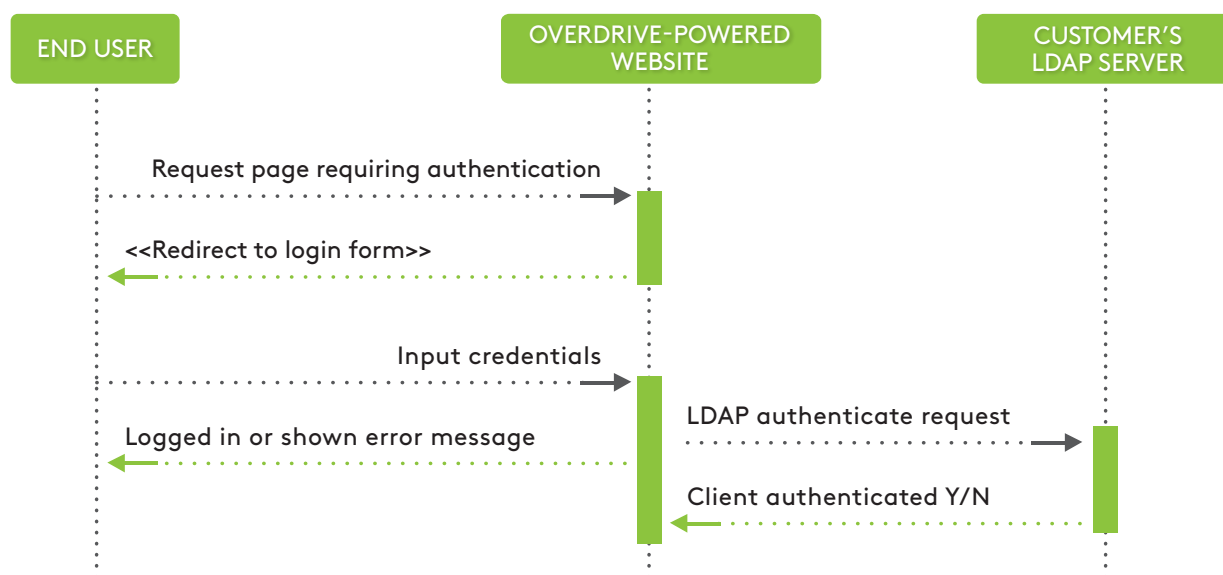 END USER
OVERDRIVE-POWERED
WEBSITE
CUSTOMER’S
LDAP SERVER
Request page requiring authentication
<<Redirect to login form>>
Input credentials
LDAP authenticate request
Logged in or shown error message
Client authenticated Y/N